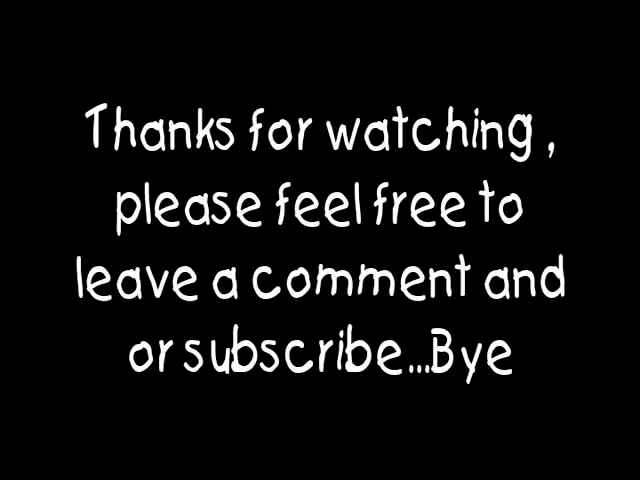 Thanks for watching ,
please feel free to
leave a comment and
or subscribe...Bye